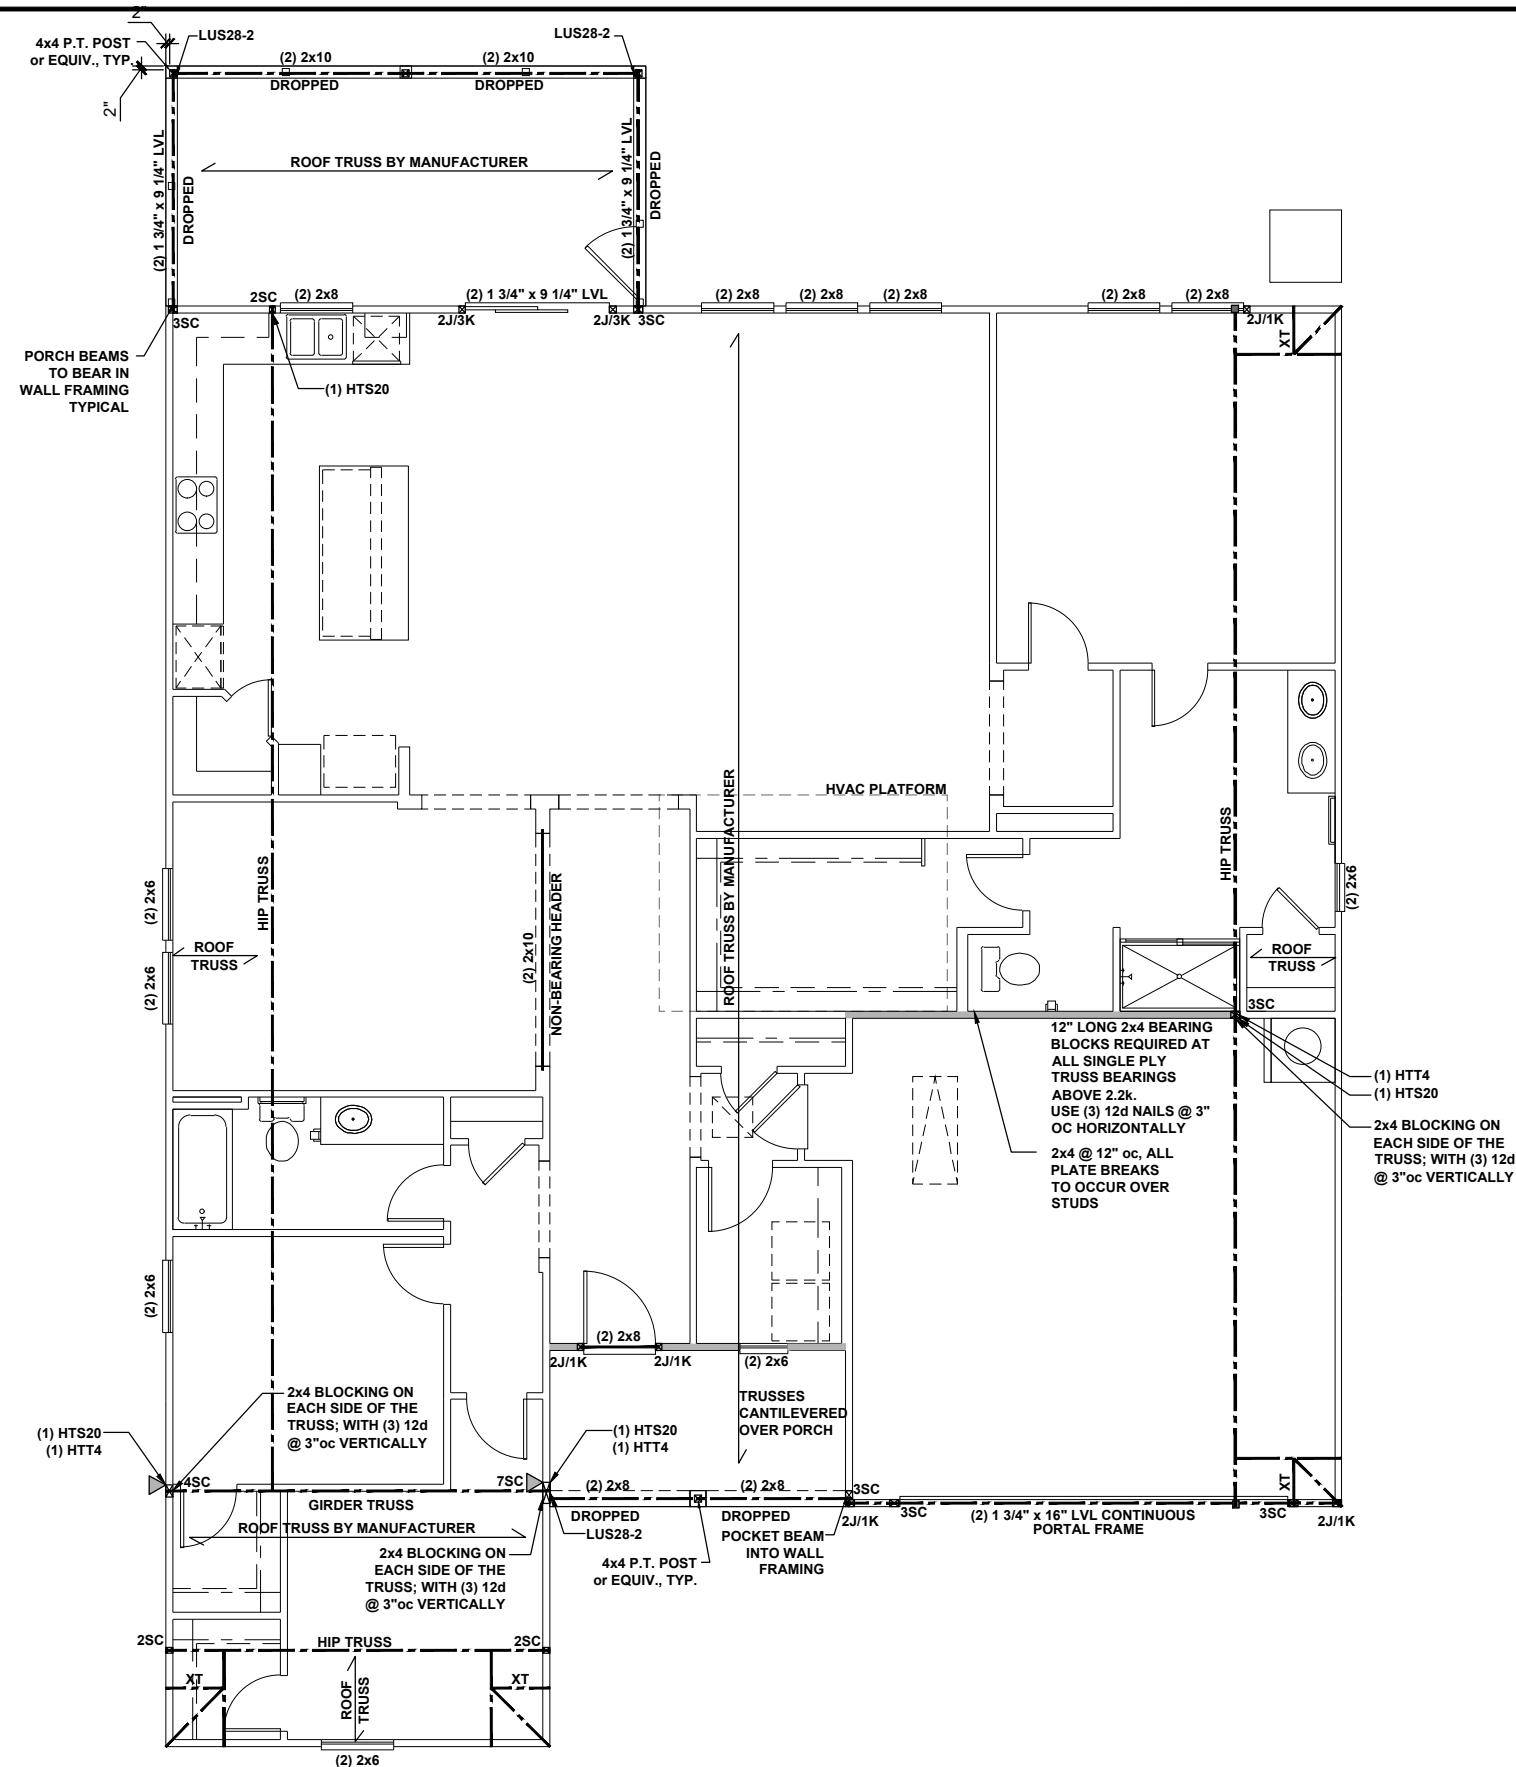 2"
4x4 P.T. POST
or EQUIV., TYP.
LUS28-2
(2) 2x10
DROPPED
(2) 2x10
DROPPED
LUS28-2
2"
(2) 1 3/4" x 9 1/4" LVL
DROPPED
ROOF TRUSS BY MANUFACTURER
(2) 1 3/4" x 9 1/4" LVL
DROPPED
3SC
2SC
(2) 2x8
2J/3K
(2) 1 3/4" x 9 1/4" LVL
2J/3K
3SC
(2) 2x8
(2) 2x8
(2) 2x8
(2) 2x8
(2) 2x8
2J/1K
XT
PORCH BEAMS
TO BEAR IN
WALL FRAMING
TYPICAL
(1) HTS20
HVAC PLATFORM
ROOF TRUSS BY MANUFACTURER
HIP TRUSS
HIP TRUSS
(2) 2x6
(2) 2x6
(2) 2x6
ROOF
TRUSS
(2) 2x10
NON-BEARING HEADER
ROOF
TRUSS
3SC
12" LONG 2x4 BEARING
BLOCKS REQUIRED AT
ALL SINGLE PLY
TRUSS BEARINGS
ABOVE 2.2k.
USE (3) 12d NAILS @ 3"
OC HORIZONTALLY
2x4 @ 12" oc, ALL
PLATE BREAKS
TO OCCUR OVER
STUDS
(1) HTT4
(1) HTS20
2x4 BLOCKING ON
EACH SIDE OF THE
TRUSS; WITH (3) 12d
@ 3"oc VERTICALLY
(2) 2x6
2J/1K
(2) 2x8
2J/1K
(2) 2x6
2x4 BLOCKING ON
EACH SIDE OF THE
TRUSS; WITH (3) 12d
@ 3"oc VERTICALLY
TRUSSES
CANTILEVERED
OVER PORCH
(1) HTS20
(1) HTT4
(1) HTS20
(1) HTT4
4SC
7SC
GIRDER TRUSS
ROOF TRUSS BY MANUFACTURER
(2) 2x8
DROPPED
(2) 2x8
DROPPED
LUS28-2
3SC
2J/1K
3SC
(2) 1 3/4" x 16" LVL CONTINUOUS
PORTAL FRAME
XT
3SC
2J/1K
POCKET BEAM
INTO WALL
FRAMING
4x4 P.T. POST
or EQUIV., TYP.
2x4 BLOCKING ON
EACH SIDE OF THE
TRUSS; WITH (3) 12d
@ 3"oc VERTICALLY
2SC
HIP TRUSS
2SC
XT
XT
ROOF
TRUSS
(2) 2x6